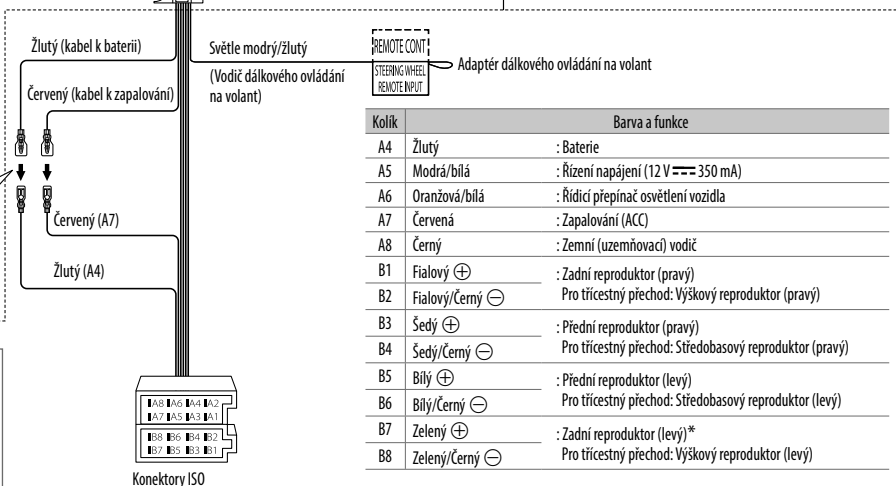 Žlutý (kabel k baterii)
Světle modrý/žlutý
(Vodič dálkového ovládání
na volant)
REMOTE CONT
STEERING WHEEL
REMOTE INPUT
Adaptér dálkového ovládání na volant
Červený (kabel k zapalování)
Červený (A7)
Žlutý (A4)
Kolík Barva a funkce
A4 Žlutý : Baterie
A5 Modrá/bílá : Řízení napájení (12 V ⎓ 350 mA)
A6 Oranžová/bílá : Řídicí přepínač osvětlení vozidla
A7 Červená : Zapalování (ACC)
A8 Černý : Zemní (uzemňovací) vodič
B1 Fialový ⊕ : Zadní reproduktor (pravý)
B2 Fialový/Černý ⊖ Pro třícestný přechod: Výškový reproduktor (pravý)
B3 Šedý ⊕ : Přední reproduktor (pravý)
B4 Šedý/Černý ⊖ Pro třícestný přechod: Středobasový reproduktor (pravý)
B5 Bílý ⊕ : Přední reproduktor (levý)
B6 Bílý/Černý ⊖ Pro třícestný přechod: Středobasový reproduktor (levý)
B7 Zelený ⊕ : Zadní reproduktor (levý)*
B8 Zelený/Černý ⊖ Pro třícestný přechod: Výškový reproduktor (levý)
A8 A6 A4 A2
A7 A5 A3 A1
B8 B6 B4 B2
B7 B5 B3 B1
Konektory ISO